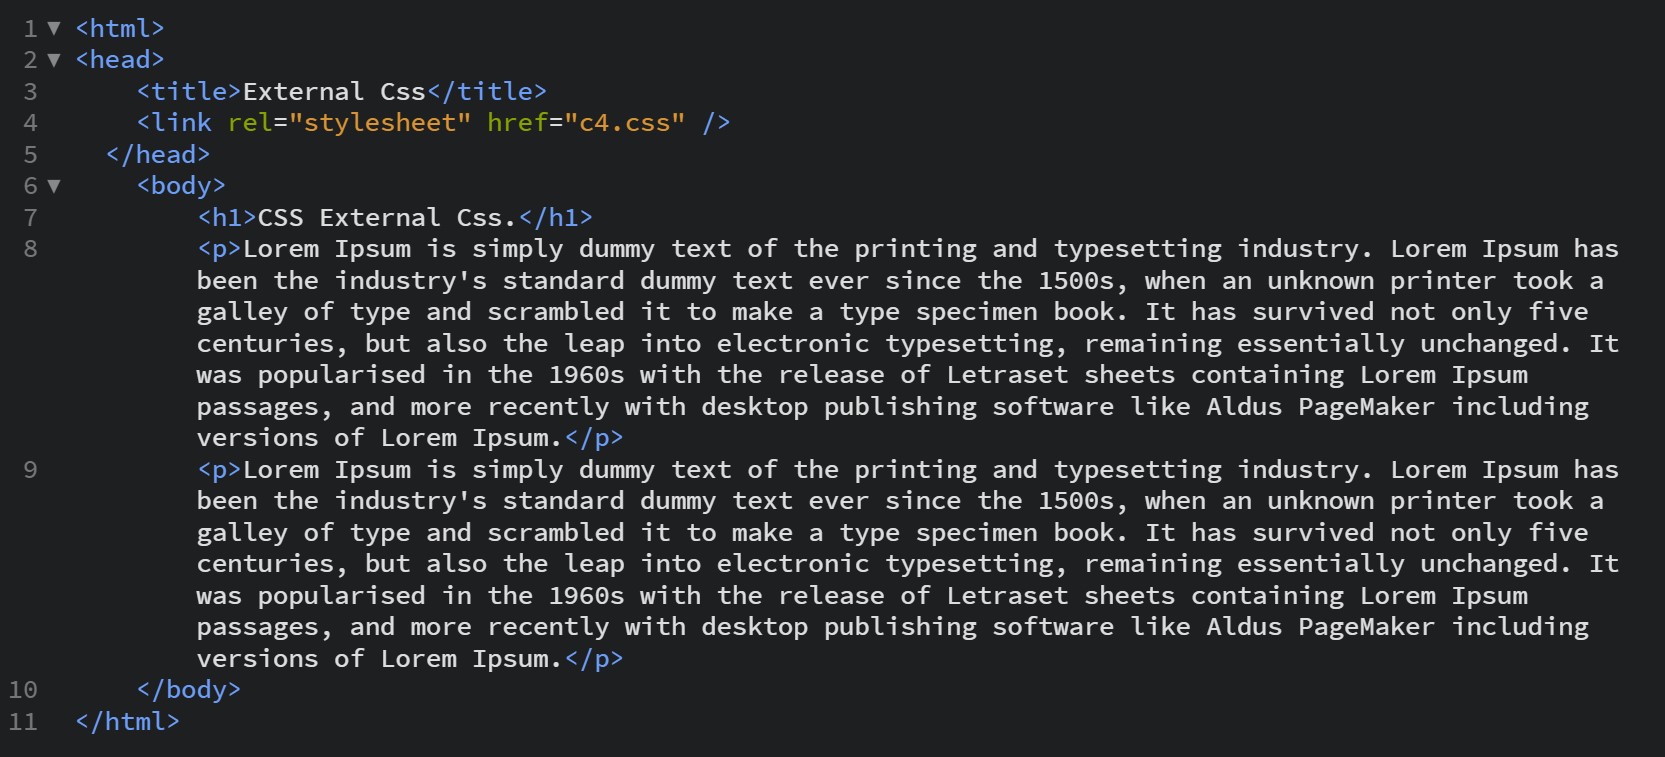 1 ▼ <html>
2 ▼ <head>
3 <title>External Css</title>
4 <link rel="stylesheet" href="c4.css" />
5 </head>
6 ▼ <body>
7 <h1>CSS External Css.</h1>
8 <p>Lorem Ipsum is simply dummy text of the printing and typesetting industry. Lorem Ipsum has
been the industry's standard dummy text ever since the 1500s, when an unknown printer took a
galley of type and scrambled it to make a type specimen book. It has survived not only five
centuries, but also the leap into electronic typesetting, remaining essentially unchanged. It
was popularised in the 1960s with the release of Letraset sheets containing Lorem Ipsum
passages, and more recently with desktop publishing software like Aldus PageMaker including
versions of Lorem Ipsum.</p>
9 <p>Lorem Ipsum is simply dummy text of the printing and typesetting industry. Lorem Ipsum has
been the industry's standard dummy text ever since the 1500s, when an unknown printer took a
galley of type and scrambled it to make a type specimen book. It has survived not only five
centuries, but also the leap into electronic typesetting, remaining essentially unchanged. It
was popularised in the 1960s with the release of Letraset sheets containing Lorem Ipsum
passages, and more recently with desktop publishing software like Aldus PageMaker including
versions of Lorem Ipsum.</p>
10 </body>
11 </html>